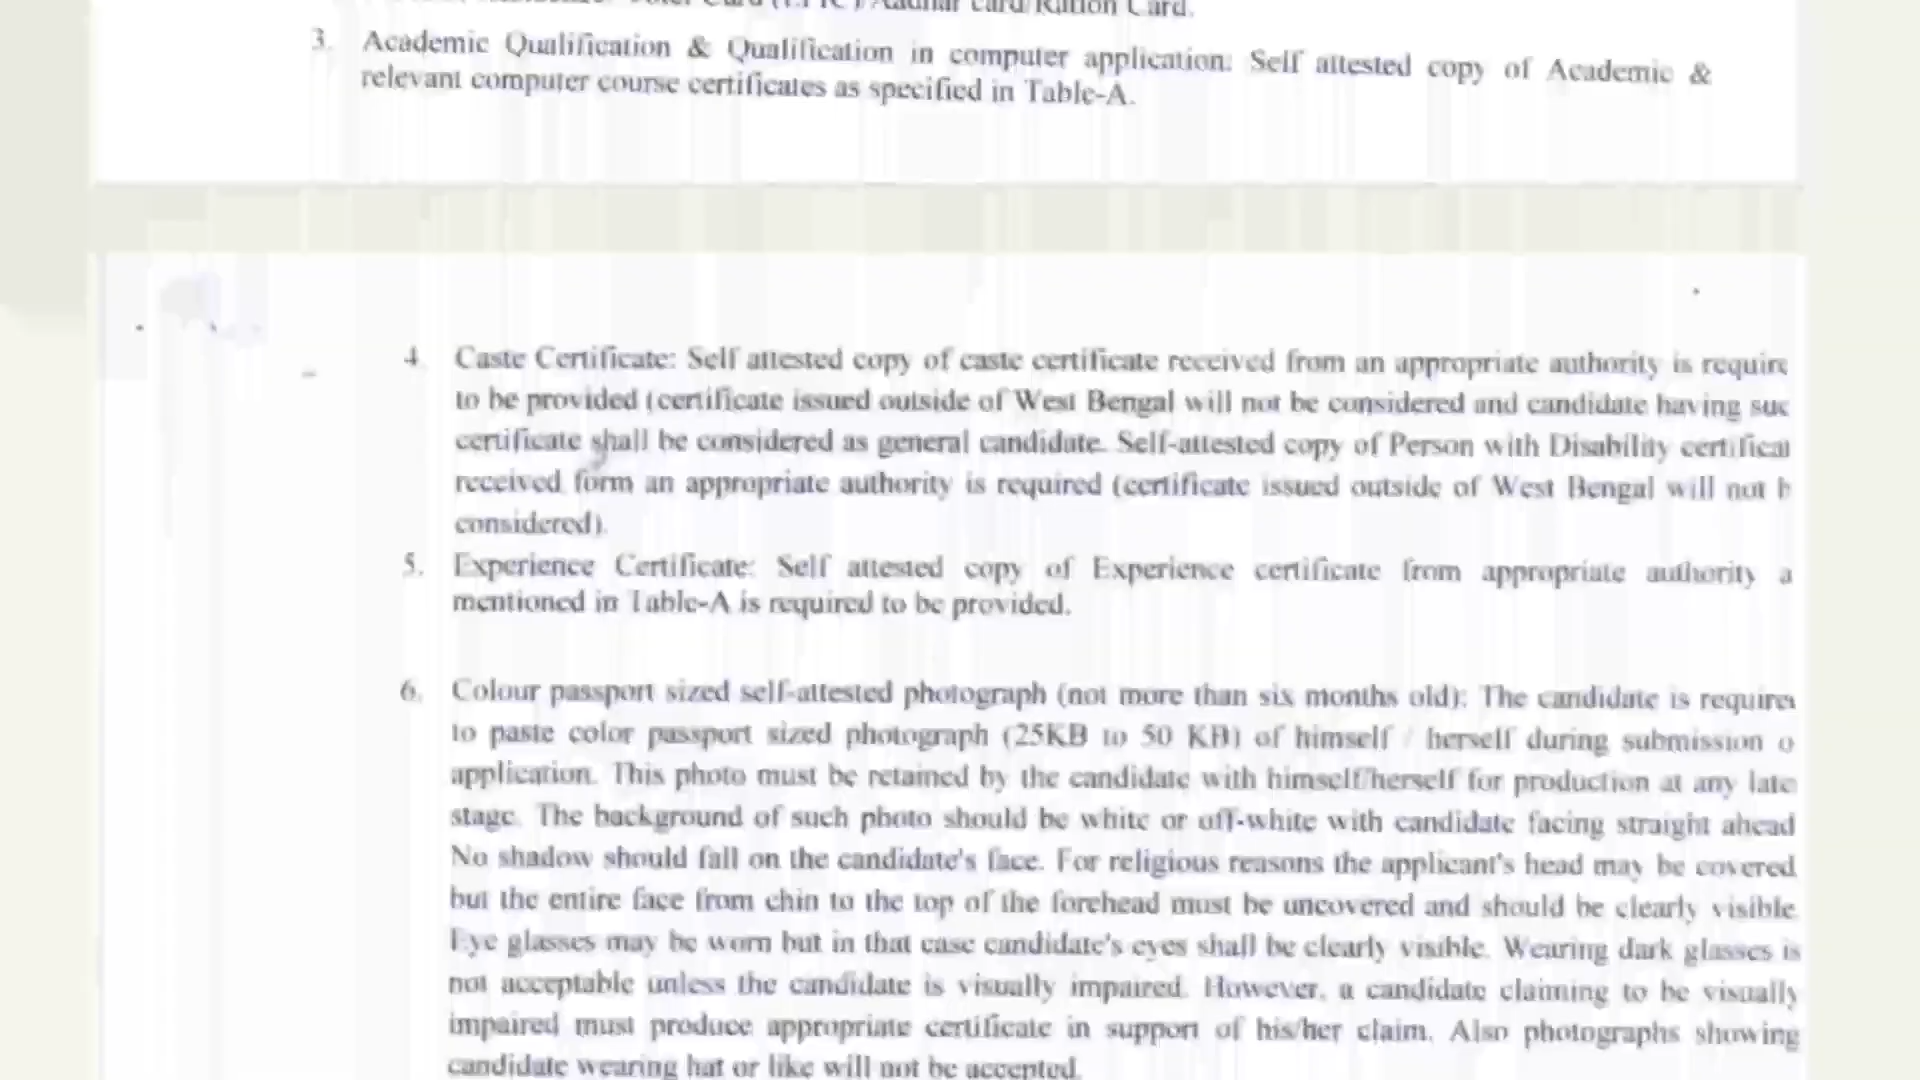 Card (EPIC)/Aadhar card/Ration Card.
3. Academic Qualification & Qualification in computer application: Self attested copy of Academic &
relevant computer course certificates as specified in Table-A.
4. Caste Certificate: Self attested copy of caste certificate received from an appropriate authority is require
to be provided (certificate issued outside of West Bengal will not be considered and candidate having suc
certificate shall be considered as general candidate. Self-attested copy of Person with Disability certificat
received form an appropriate authority is required (certificate issued outside of West Bengal will not b
considered).
5. Experience Certificate: Self attested copy of Experience certificate from appropriate authority a
mentioned in Table-A is required to be provided.
6. Colour passport sized self-attested photograph (not more than six months old): The candidate is require
to paste color passport sized photograph (25KB to 50 KB) of himself / herself during submission o
application. This photo must be retained by the candidate with himself/herself for production at any late
stage. The background of such photo should be white or off-white with candidate facing straight ahead
No shadow should fall on the candidate's face. For religious reasons the applicant's head may be covered
but the entire face from chin to the top of the forehead must be uncovered and should be clearly visible.
Eye glasses may be worn but in that case candidate's eyes shall be clearly visible. Wearing dark glasses is
not acceptable unless the candidate is visually impaired. However, a candidate claiming to be visually
impaired must produce appropriate certificate in support of his/her claim. Also photographs showing
candidate wearing hat or like will not be accepted.